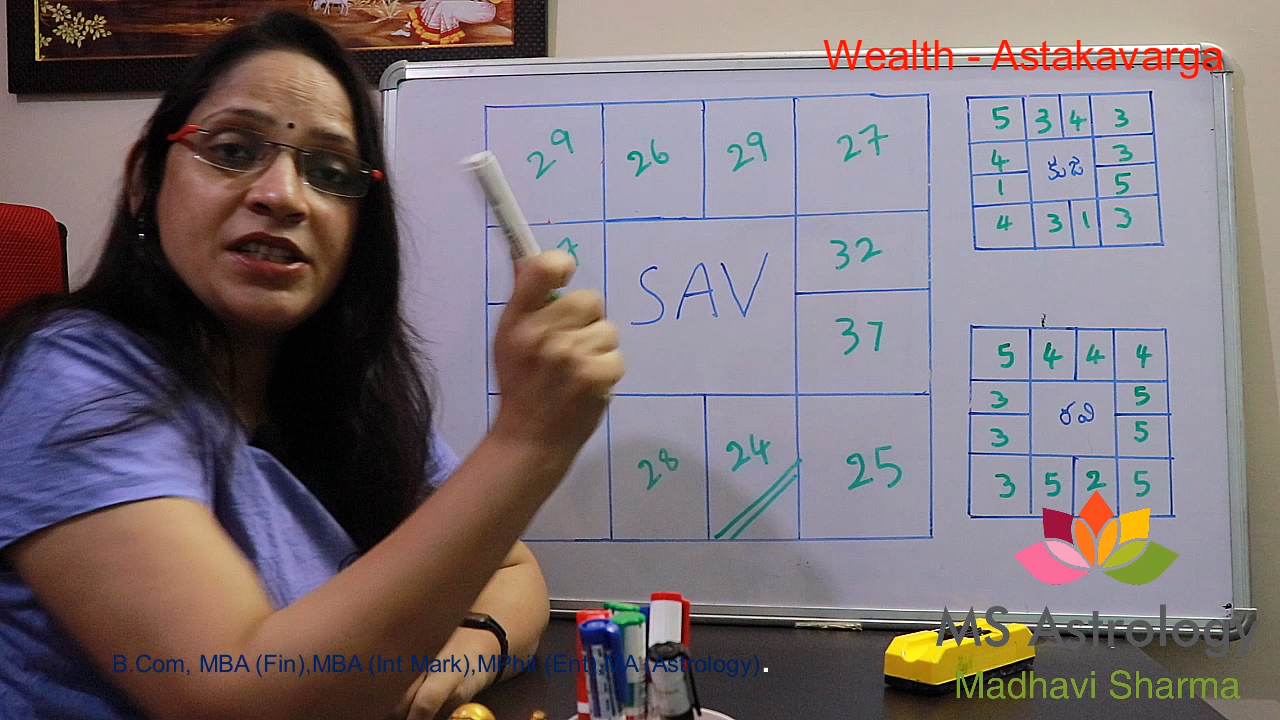 Wealth - Astakavarga
29 26 29 27
7 32
SAV
37
28 24 25
5 3 4 3
4 ಕುಜ 3
1 5
4 3 1 3
5 4 4 4
3 ರವಿ 5
3 5
3 5 2 5
MS Astrology
B.Com, MBA (Fin),MBA (Int Mark),MPhil (Ent),MA (Astrology).
Madhavi Sharma